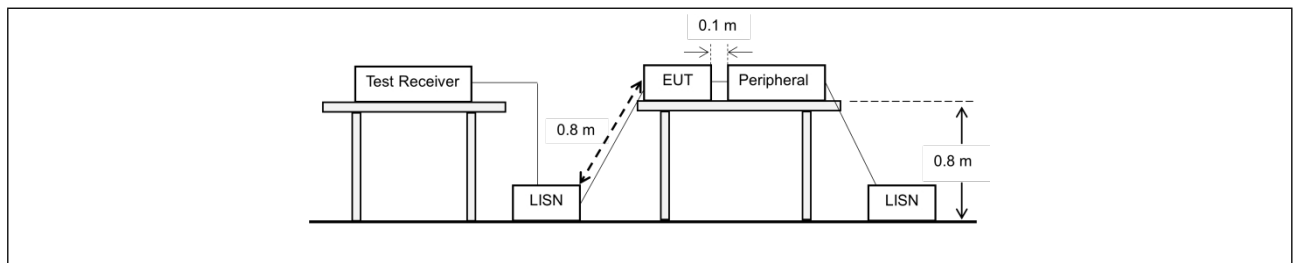 0.1 m
Test Receiver
EUT
Peripheral
0.8 m
0.8 m
LISN
LISN